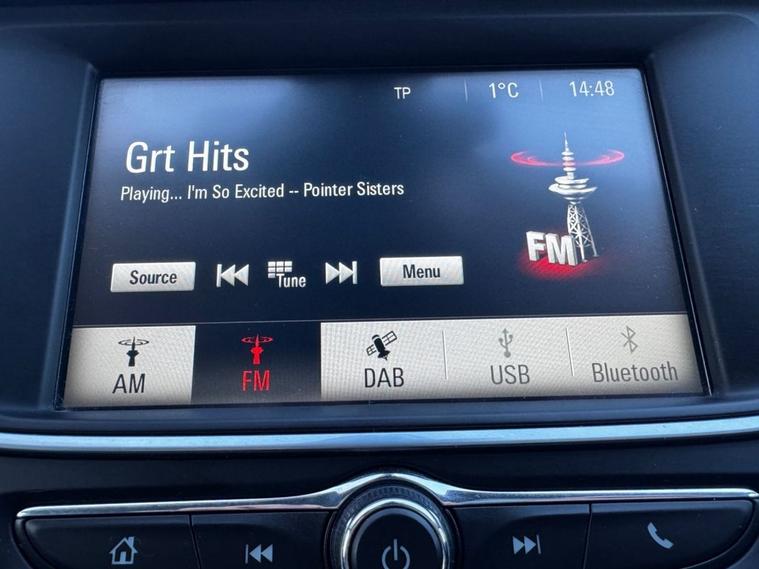 TP 1°C 14:48
Grt Hits
Playing... I'm So Excited -- Pointer Sisters
FM
Source Tune Menu
AM FM DAB USB Bluetooth